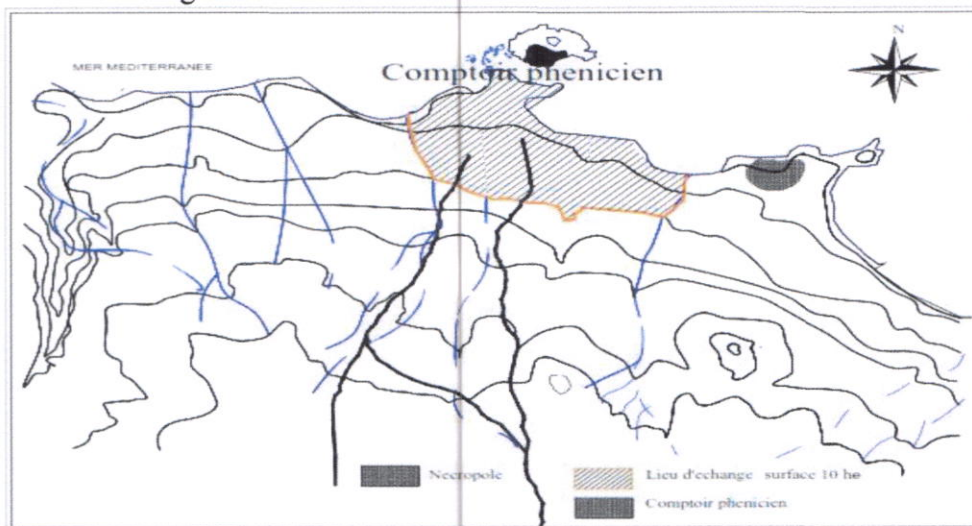 MER MEDITERRANEE
N
Comptoir phenicien
Necropole
Lieu d'echange surface 10 he
Comptoir phenicien